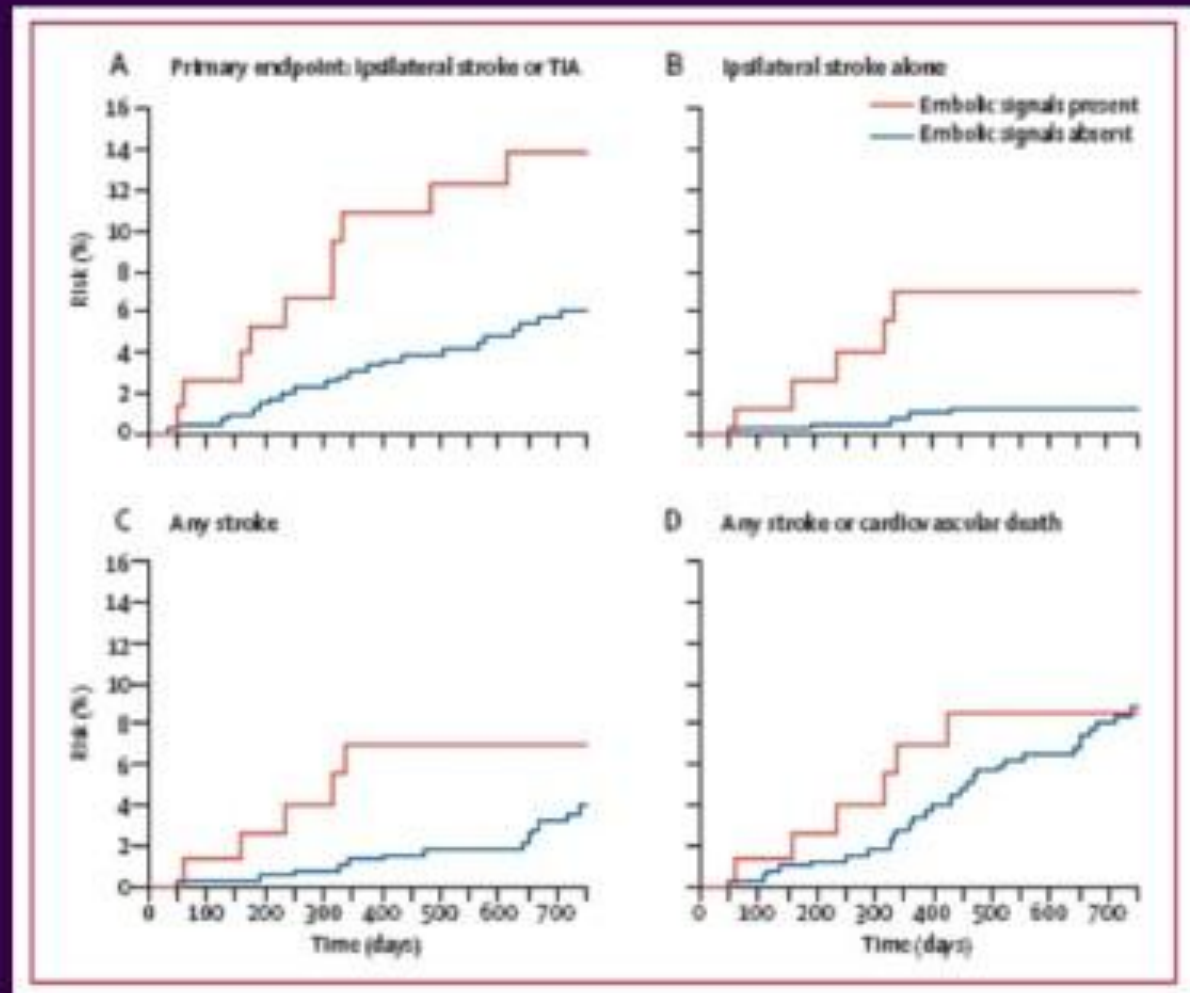 A Primary endpoint: Ipsilateral stroke or TIA
B Ipsilateral stroke alone
Embolic signals present
Embolic signals absent
Risk (%)
16
14
12
10
8
6
4
2
0
C Any stroke
D Any stroke or cardiovascular death
Risk (%)
16
14
12
10
8
6
4
2
0
0 100 200 300 400 500 600 700
Time (days)
0 100 200 300 400 500 600 700
Time (days)